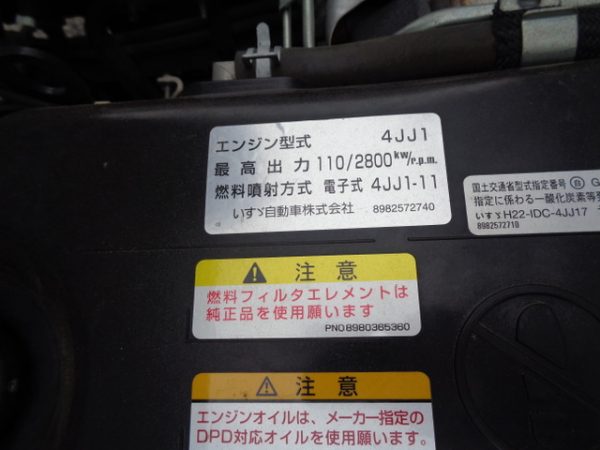 エンジン型式 4JJ1
最高出力 110/2800 kW/r.p.m.
燃料噴射方式 電子式 4JJ1-11
いすゞ自動車株式会社 8982572740
国土交通省型式指定番号 自 G
指定に係わる一酸化炭素等発
いすゞ H22-IDC-4JJ17
8982572710
注意
燃料フィルタエレメントは
純正品を使用願います
PNO8980365360
注意
エンジンオイルは、メーカー指定の
DPD対応オイルを使用願います。